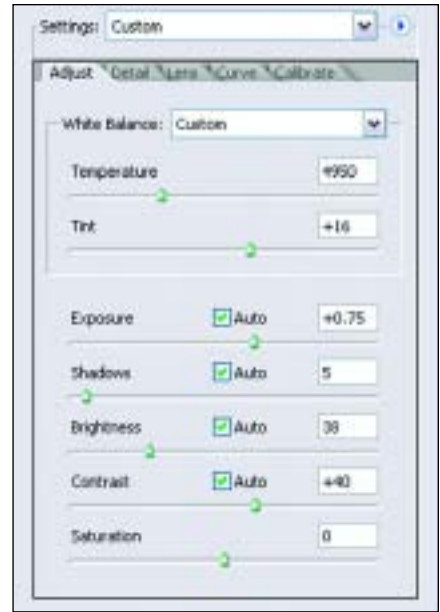 Settings: Custom
Adjust Detail Lens Curve Calibrate
White Balance: Custom
Temperature 4950
Tint +16
Exposure Auto +0.75
Shadows Auto 5
Brightness Auto 38
Contrast Auto +40
Saturation 0